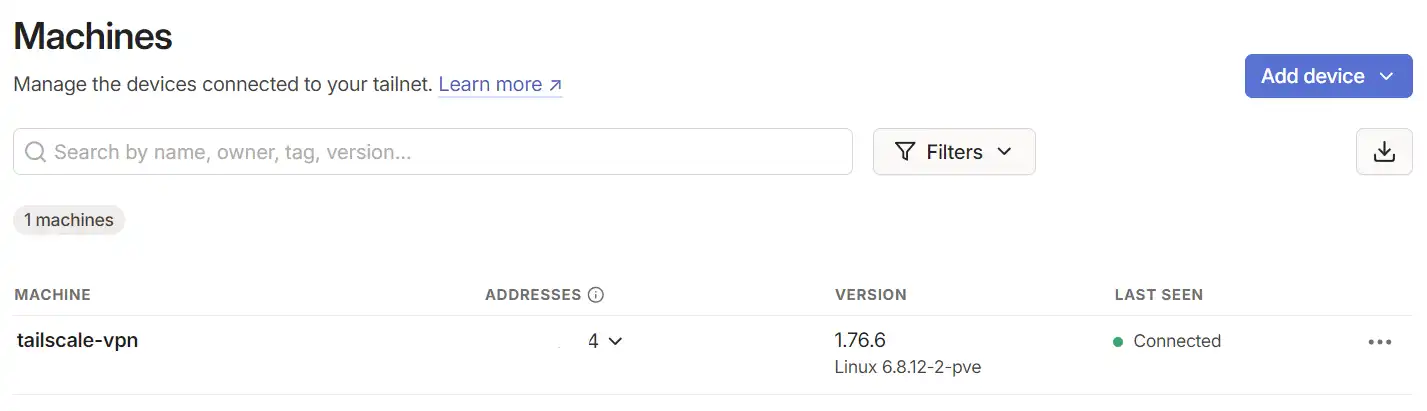 Machines
Manage the devices connected to your tailnet. Learn more ↗
Add device
Search by name, owner, tag, version...
Filters
1 machines
MACHINE ADDRESSES VERSION LAST SEEN
tailscale-vpn 4 1.76.6 Connected
Linux 6.8.12-2-pve